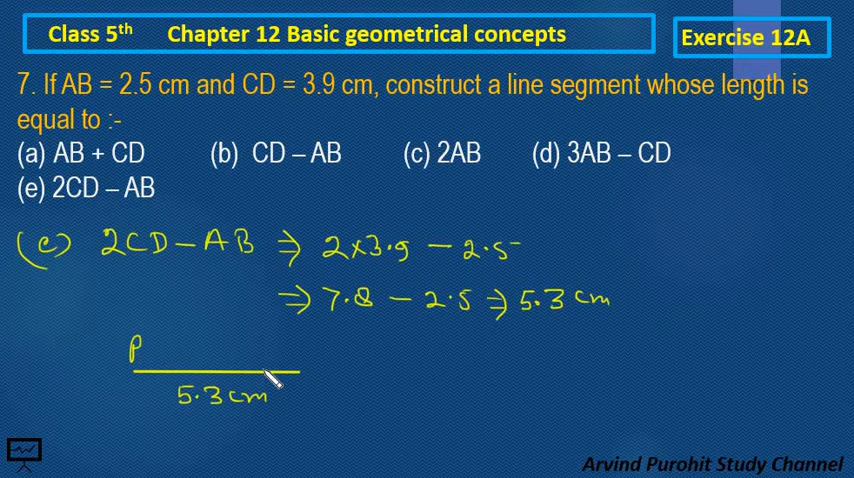 Class 5th Chapter 12 Basic geometrical concepts
Exercise 12A
7. If AB = 2.5 cm and CD = 3.9 cm, construct a line segment whose length is
equal to :-
(a) AB + CD (b) CD – AB (c) 2AB (d) 3AB – CD
(e) 2CD – AB
(e) 2CD – AB ⇒ 2×3.9 – 2.5
⇒ 7.8 – 2.5 ⇒ 5.3 cm
P
5.3 cm
Arvind Purohit Study Channel